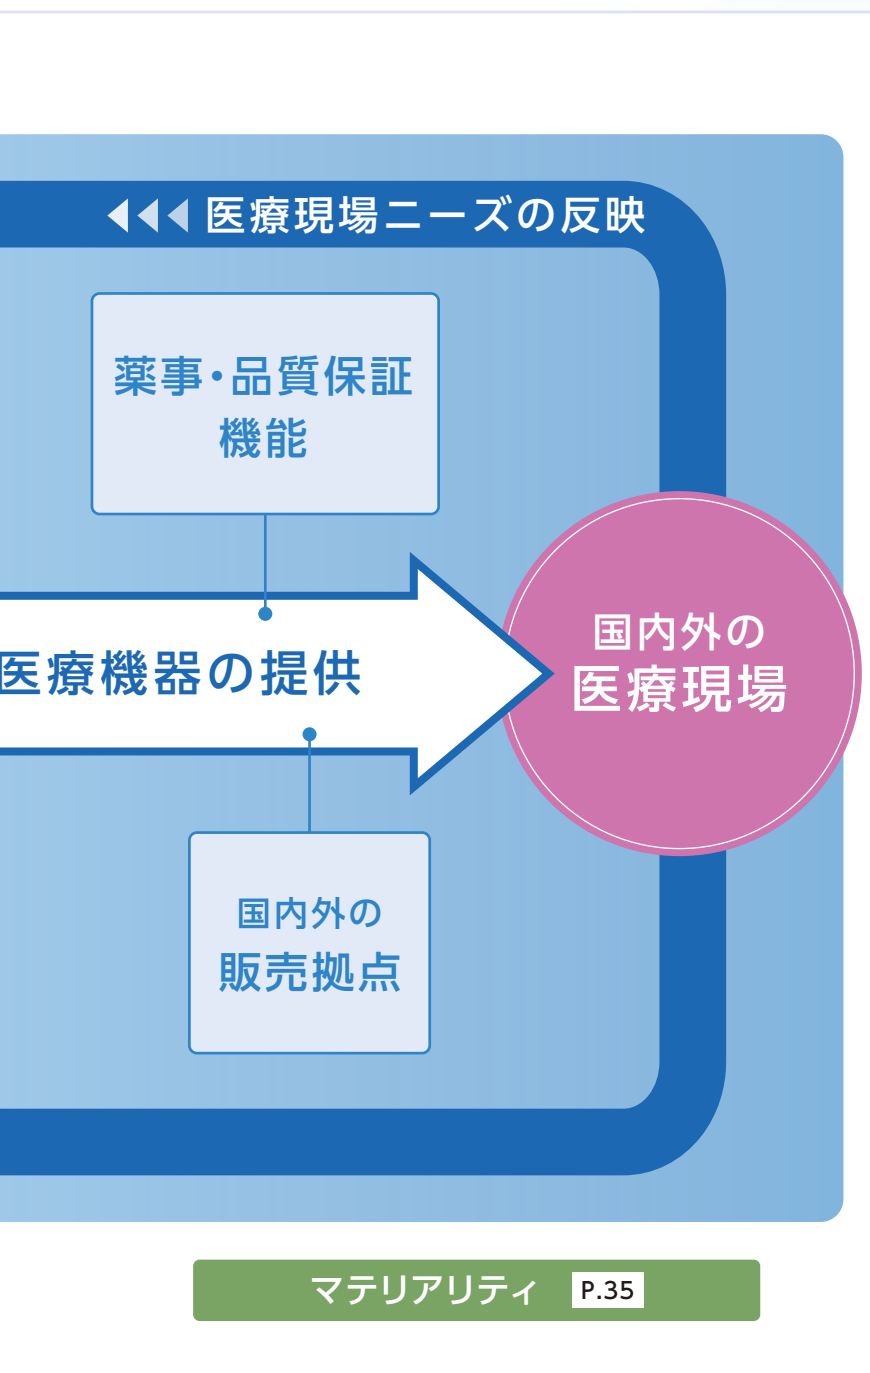 医療現場ニーズの反映
薬事・品質保証
機能
医療機器の提供
国内外の
医療現場
国内外の
販売拠点
マテリアリティ P.35